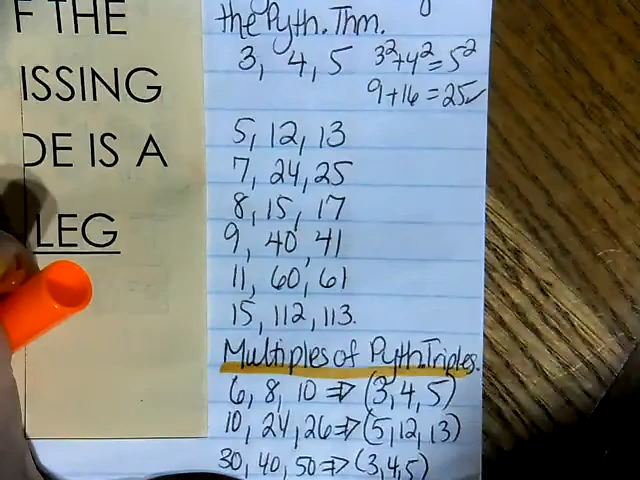 F THE
ISSING
DE IS A
LEG
the Pyth. Thm.
3, 4, 5 3²+4²=5²
9+16=25✓
5, 12, 13
7, 24, 25
8, 15, 17
9, 40, 41
11, 60, 61
15, 112, 113.
Multiples of Pyth.Triples.
6, 8, 10 ⇒ (3, 4, 5)
10, 24, 26 ⇒ (5, 12, 13)
30, 40, 50 ⇒ (3,4,5)